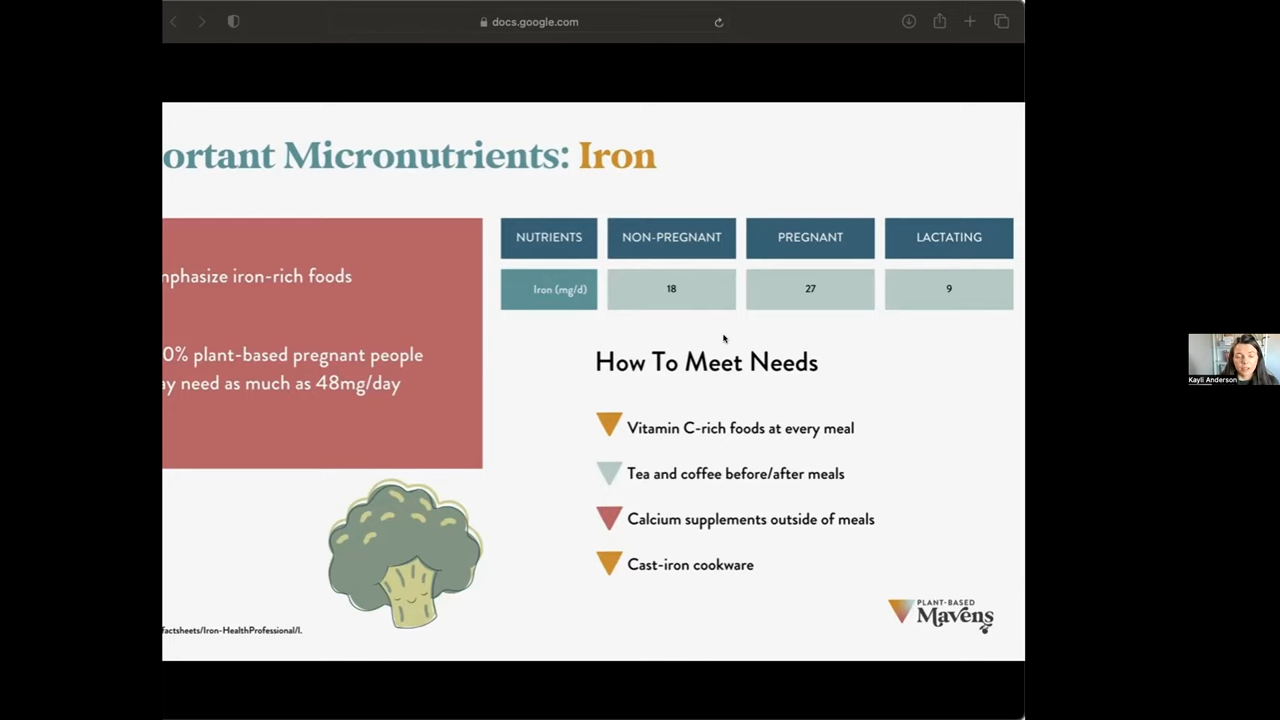 docs.google.com
ortant Micronutrients: Iron
mphasize iron-rich foods
0% plant-based pregnant people
ay need as much as 48mg/day
NUTRIENTS NON-PREGNANT PREGNANT LACTATING
Iron (mg/d) 18 27 9
How To Meet Needs
Vitamin C-rich foods at every meal
Tea and coffee before/after meals
Calcium supplements outside of meals
Cast-iron cookware
factsheets/Iron-HealthProfessional/l.
PLANT-BASED
Mavens
Kayli Anderson